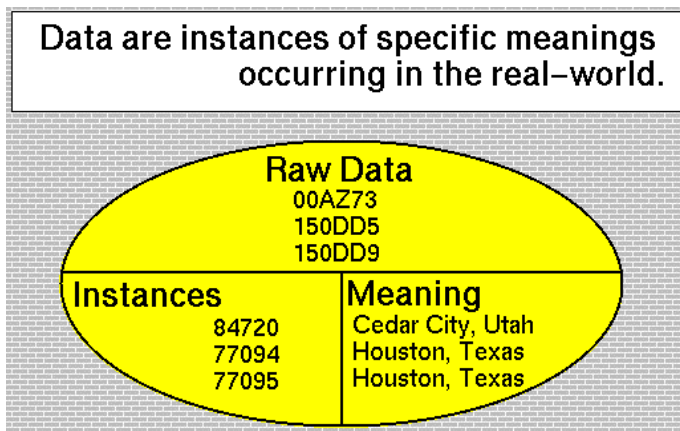 Data are instances of specific meanings
occurring in the real-world.
Raw Data
00AZ73
150DD5
150DD9
Instances
84720
77094
77095
Meaning
Cedar City, Utah
Houston, Texas
Houston, Texas